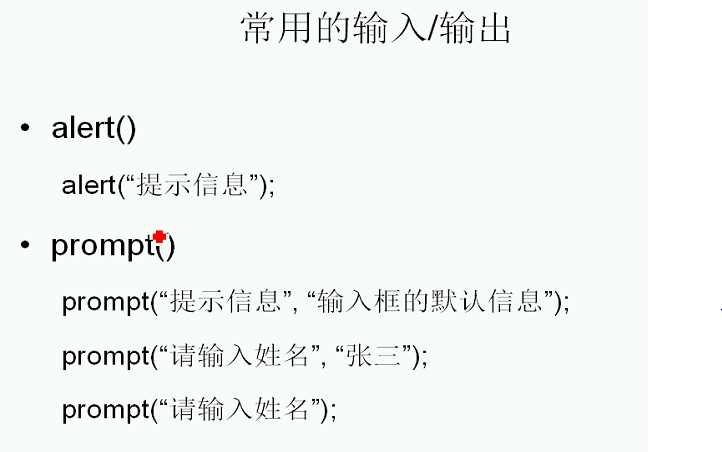 常用的输入/输出
• alert()
alert(“提示信息”);
• prompt()
prompt(“提示信息”, “输入框的默认信息”);
prompt(“请输入姓名”, “张三”);
prompt(“请输入姓名”);